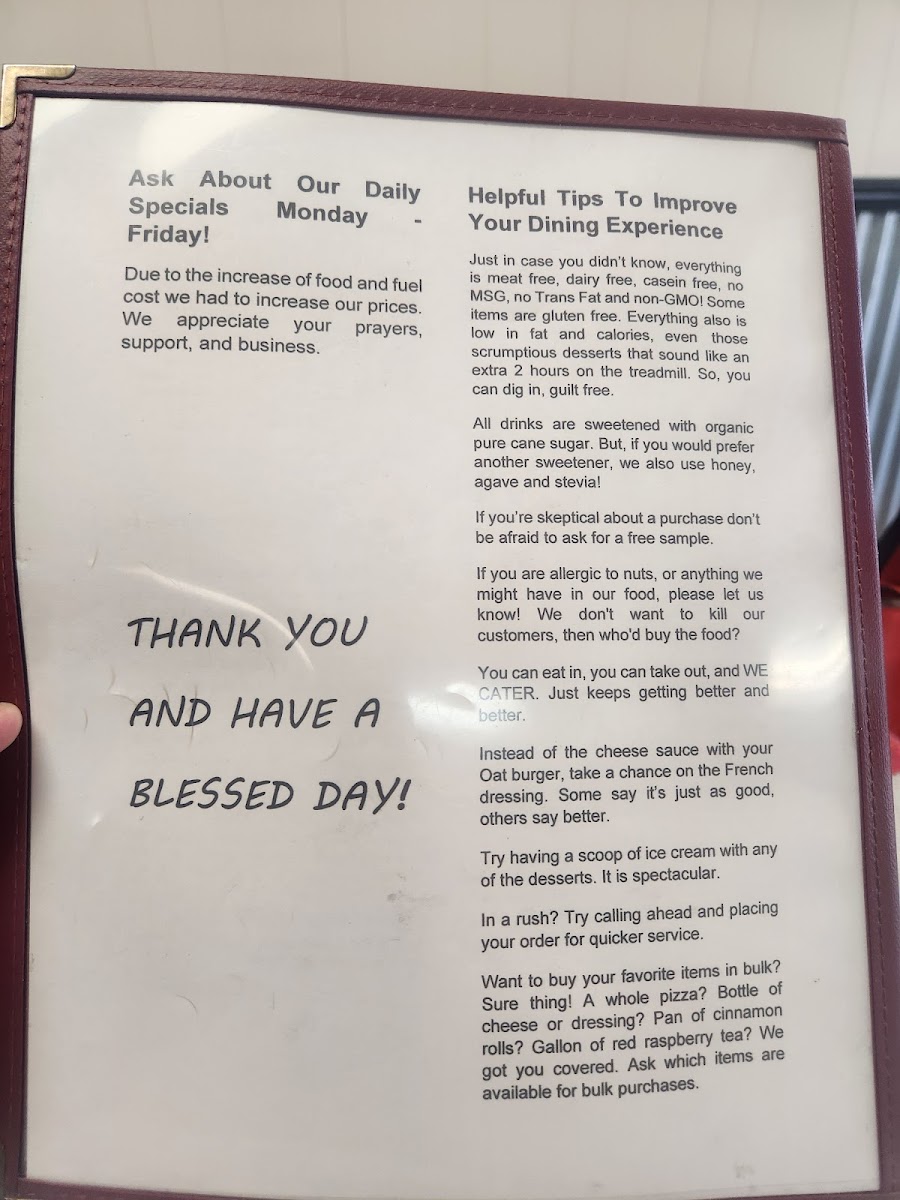 Ask About Our Daily
Specials Monday -
Friday!
Due to the increase of food and fuel
cost we had to increase our prices.
We appreciate your prayers,
support, and business.
THANK YOU
AND HAVE A
BLESSED DAY!
Helpful Tips To Improve
Your Dining Experience
Just in case you didn't know, everything
is meat free, dairy free, casein free, no
MSG, no Trans Fat and non-GMO! Some
items are gluten free. Everything also is
low in fat and calories, even those
scrumptious desserts that sound like an
extra 2 hours on the treadmill. So, you
can dig in, guilt free.
All drinks are sweetened with organic
pure cane sugar. But, if you would prefer
another sweetener, we also use honey,
agave and stevia!
If you're skeptical about a purchase don't
be afraid to ask for a free sample.
If you are allergic to nuts, or anything we
might have in our food, please let us
know! We don't want to kill our
customers, then who'd buy the food?
You can eat in, you can take out, and WE
CATER. Just keeps getting better and
better.
Instead of the cheese sauce with your
Oat burger, take a chance on the French
dressing. Some say it's just as good,
others say better.
Try having a scoop of ice cream with any
of the desserts. It is spectacular.
In a rush? Try calling ahead and placing
your order for quicker service.
Want to buy your favorite items in bulk?
Sure thing! A whole pizza? Bottle of
cheese or dressing? Pan of cinnamon
rolls? Gallon of red raspberry tea? We
got you covered. Ask which items are
available for bulk purchases.